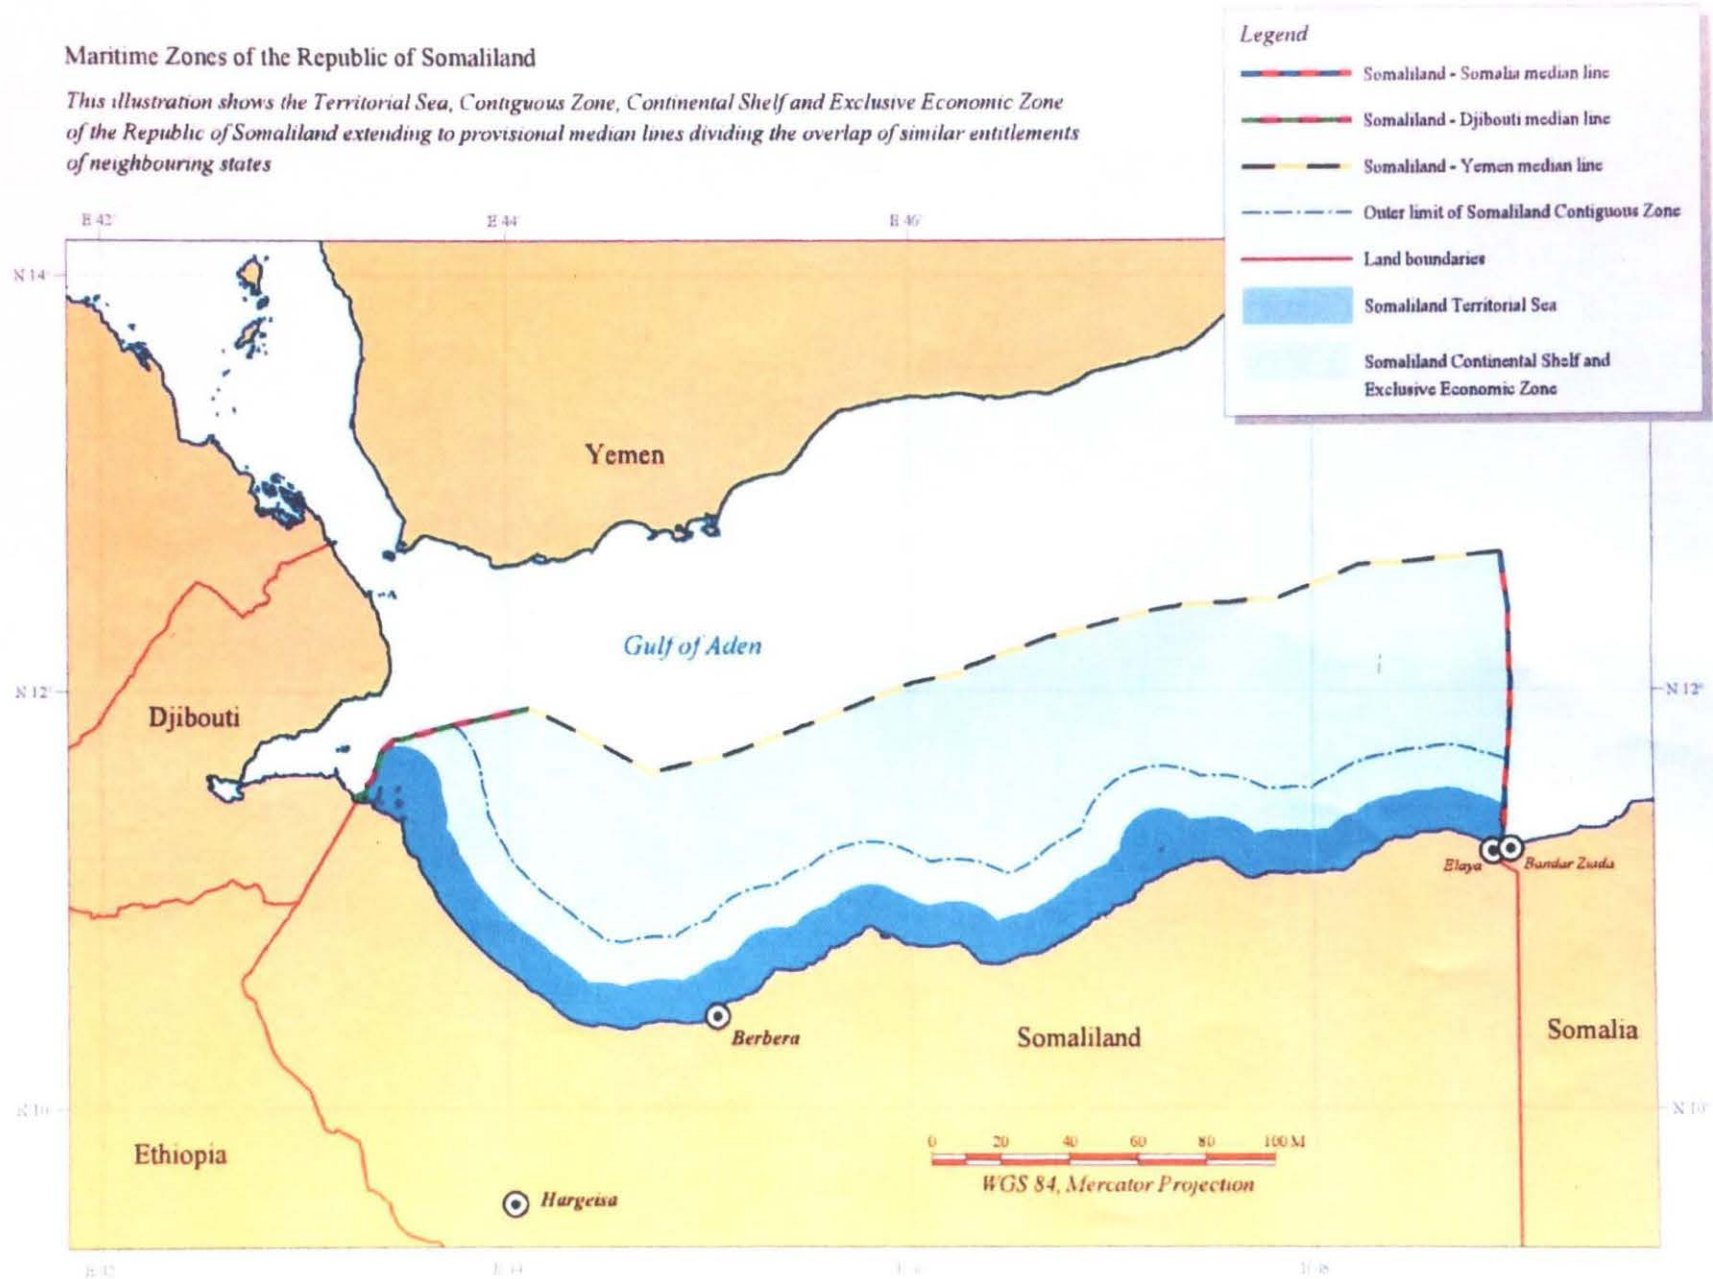 Maritime Zones of the Republic of Somaliland
This illustration shows the Territorial Sea, Contiguous Zone, Continental Shelf and Exclusive Economic Zone
of the Republic of Somaliland extending to provisional median lines dividing the overlap of similar entitlements
of neighbouring states
Legend
Somaliland - Somalia median line
Somaliland - Djibouti median line
Somaliland - Yemen median line
Outer limit of Somaliland Contiguous Zone
Land boundaries
Somaliland Territorial Sea
Somaliland Continental Shelf and
Exclusive Economic Zone
E 42°
E 44°
E 46°
N 14°
Yemen
Gulf of Aden
N 12°
N 12°
Djibouti
Elaya
Bandar Ziada
Berbera
Somaliland
Somalia
N 10°
N 10°
Ethiopia
0 20 40 60 80 100 M
WGS 84, Mercator Projection
Hargeisa
E 42
E 44